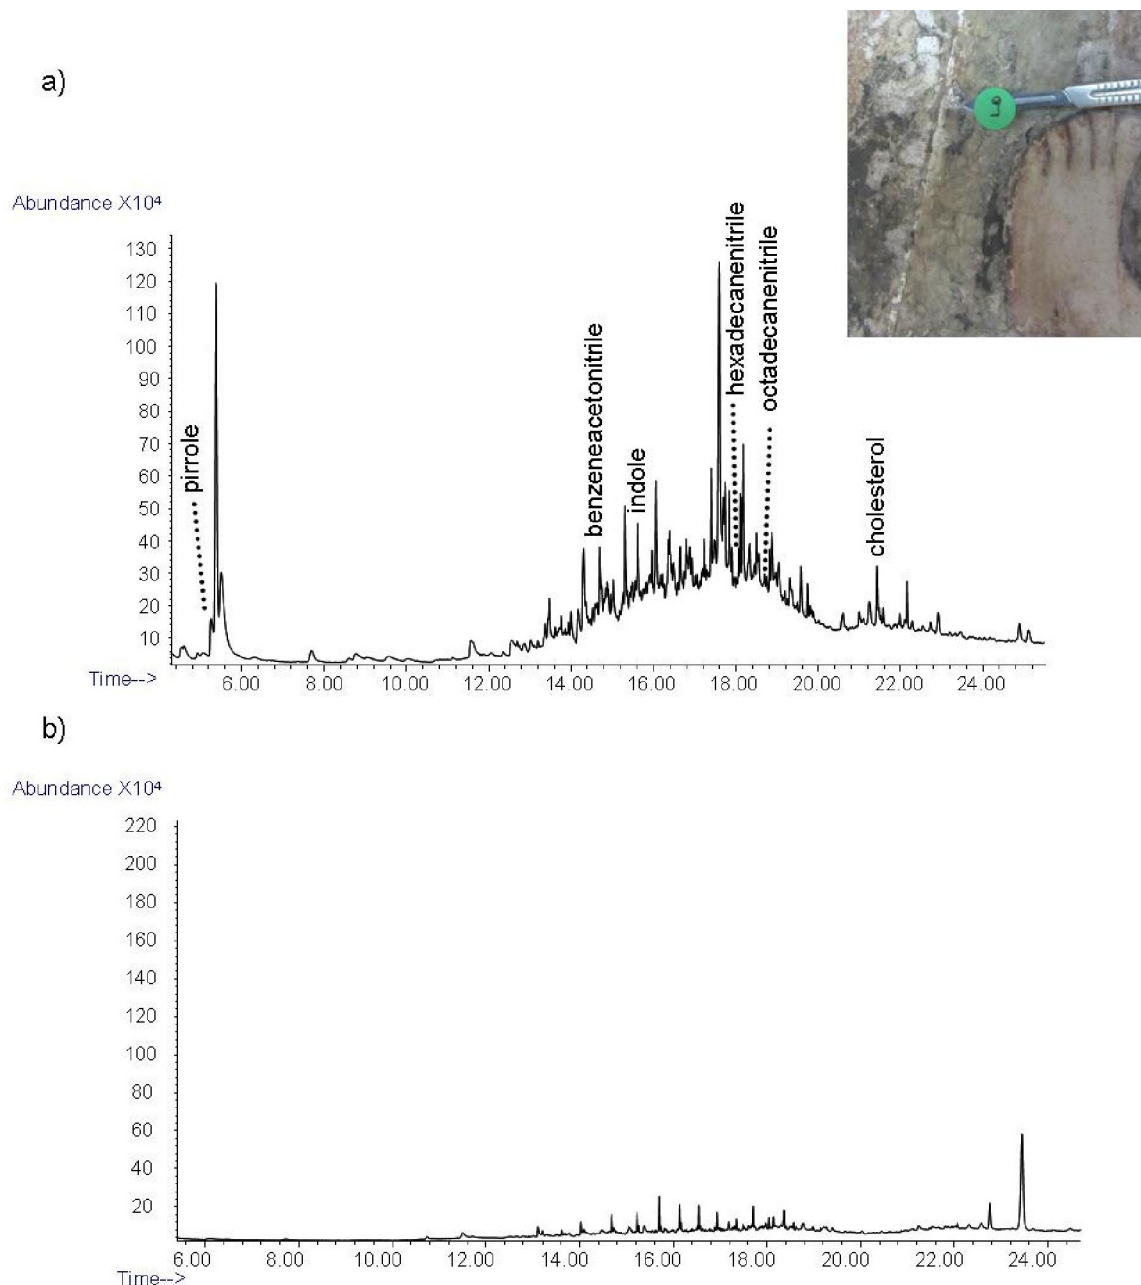 a)
Abundance X10⁴
130
120
110
100
90
80
70
60
50
40
30
20
10
pirrole
benzeneacetonitrile
indole
hexadecanenitrile
octadecanenitrile
cholesterol
6.00 8.00 10.00 12.00 14.00 16.00 18.00 20.00 22.00 24.00
Time-->
b)
Abundance X10⁴
220
200
180
160
140
120
100
80
60
40
20
6.00 8.00 10.00 12.00 14.00 16.00 18.00 20.00 22.00 24.00
Time-->